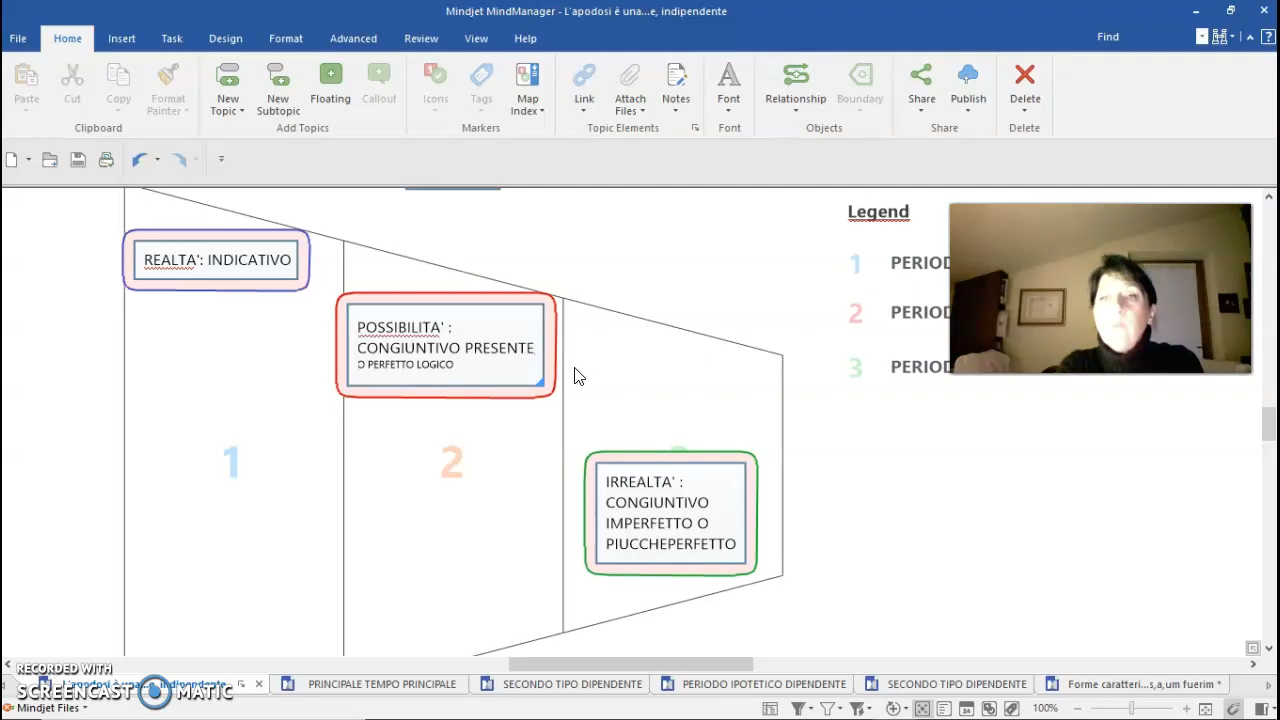 Mindjet MindManager - L'apodosi è una...e, indipendente
File Home Insert Task Design Format Advanced Review View Help Find
Paste Cut Copy Format Painter New Topic New Subtopic Floating Callout Icons Tags Map Index Link Attach Files Notes Font Relationship Boundary Share Publish Delete
Clipboard Add Topics Markers Topic Elements Font Objects Share Delete
Legend
REALTA': INDICATIVO
1 PERIOD
POSSIBILITA' :
CONGIUNTIVO PRESENTE
O PERFETTO LOGICO
2 PERIOD
3 PERIOD
1
2
IRREALTA' :
CONGIUNTIVO
IMPERFETTO O
PIUCCHEPERFETTO
RECORDED WITH
SCREENCAST MATIC
L'apodosi è una...e, indipendente PRINCIPALE TEMPO PRINCIPALE SECONDO TIPO DIPENDENTE PERIODO IPOTETICO DIPENDENTE SECONDO TIPO DIPENDENTE Forme caratteri...s,a,um fuerim *
Mindjet Files 100%